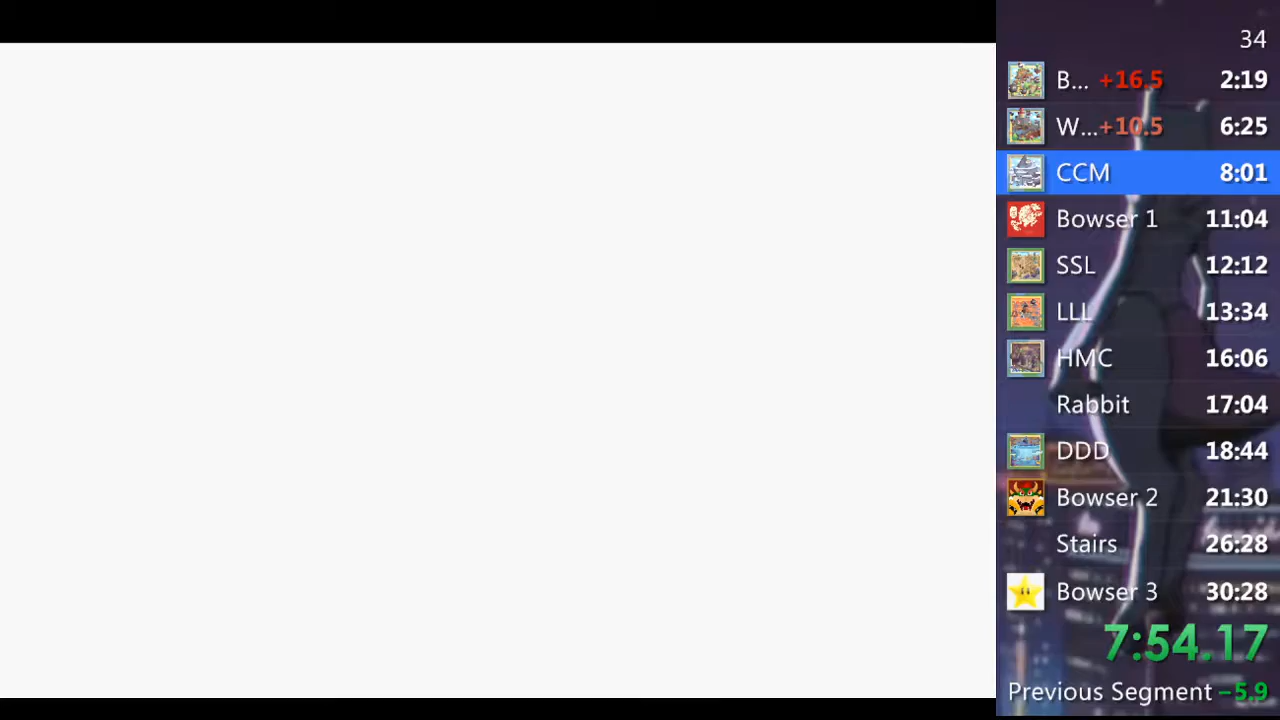 34
B... +16.5 2:19
W...+10.5 6:25
CCM 8:01
Bowser 1 11:04
SSL 12:12
LLL 13:34
HMC 16:06
Rabbit 17:04
DDD 18:44
Bowser 2 21:30
Stairs 26:28
Bowser 3 30:28
7:54.17
Previous Segment −5.9